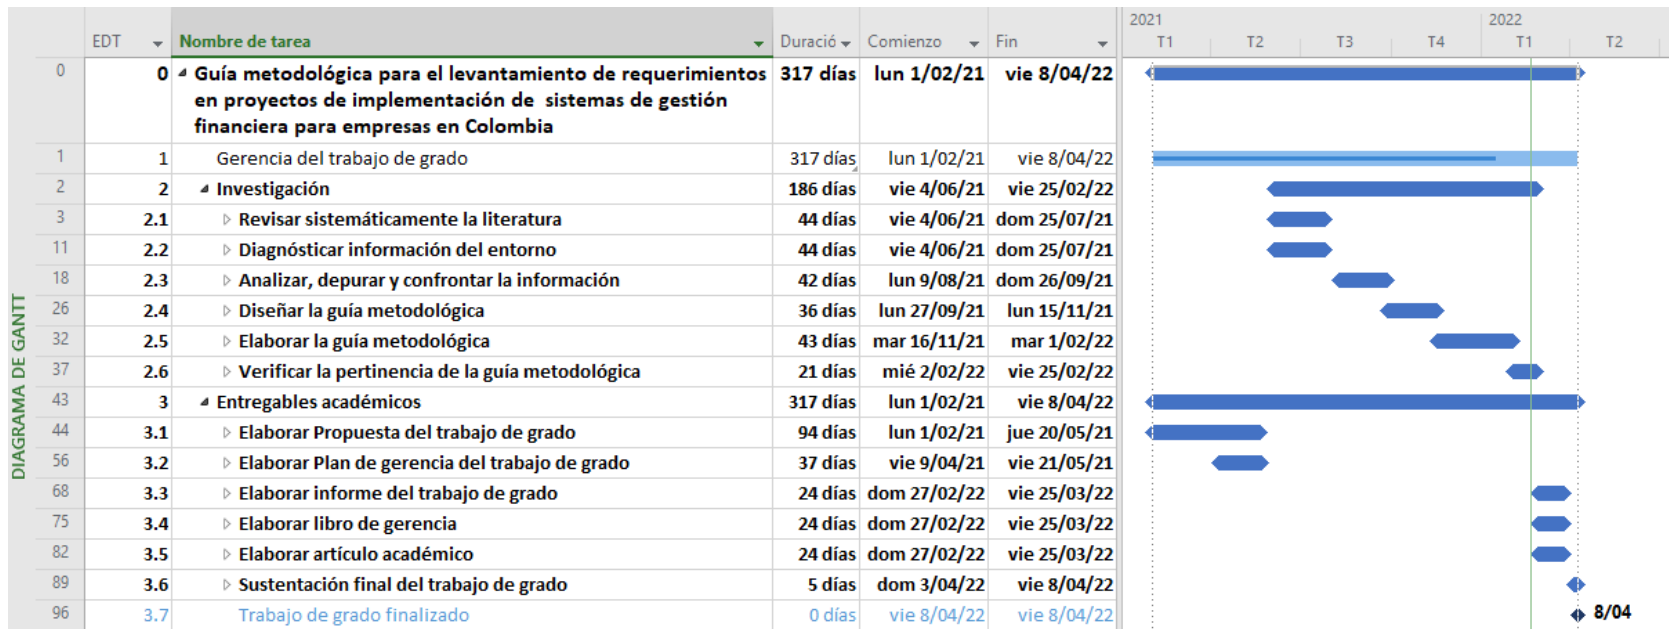 2021 2022
EDT Nombre de tarea Duració Comienzo Fin T1 T2 T3 T4 T1 T2
0 0 Guía metodológica para el levantamiento de requerimientos 317 días lun 1/02/21 vie 8/04/22
en proyectos de implementación de sistemas de gestión
financiera para empresas en Colombia
1 1 Gerencia del trabajo de grado 317 días lun 1/02/21 vie 8/04/22
2 2 Investigación 186 días vie 4/06/21 vie 25/02/22
3 2.1 Revisar sistemáticamente la literatura 44 días vie 4/06/21 dom 25/07/21
11 2.2 Diagnósticar información del entorno 44 días vie 4/06/21 dom 25/07/21
18 2.3 Analizar, depurar y confrontar la información 42 días lun 9/08/21 dom 26/09/21
26 2.4 Diseñar la guía metodológica 36 días lun 27/09/21 lun 15/11/21
32 2.5 Elaborar la guía metodológica 43 días mar 16/11/21 mar 1/02/22
37 2.6 Verificar la pertinencia de la guía metodológica 21 días mié 2/02/22 vie 25/02/22
43 3 Entregables académicos 317 días lun 1/02/21 vie 8/04/22
44 3.1 Elaborar Propuesta del trabajo de grado 94 días lun 1/02/21 jue 20/05/21
56 3.2 Elaborar Plan de gerencia del trabajo de grado 37 días vie 9/04/21 vie 21/05/21
68 3.3 Elaborar informe del trabajo de grado 24 días dom 27/02/22 vie 25/03/22
75 3.4 Elaborar libro de gerencia 24 días dom 27/02/22 vie 25/03/22
82 3.5 Elaborar artículo académico 24 días dom 27/02/22 vie 25/03/22
89 3.6 Sustentación final del trabajo de grado 5 días dom 3/04/22 vie 8/04/22
96 3.7 Trabajo de grado finalizado 0 días vie 8/04/22 vie 8/04/22 8/04
DIAGRAMA DE GANTT